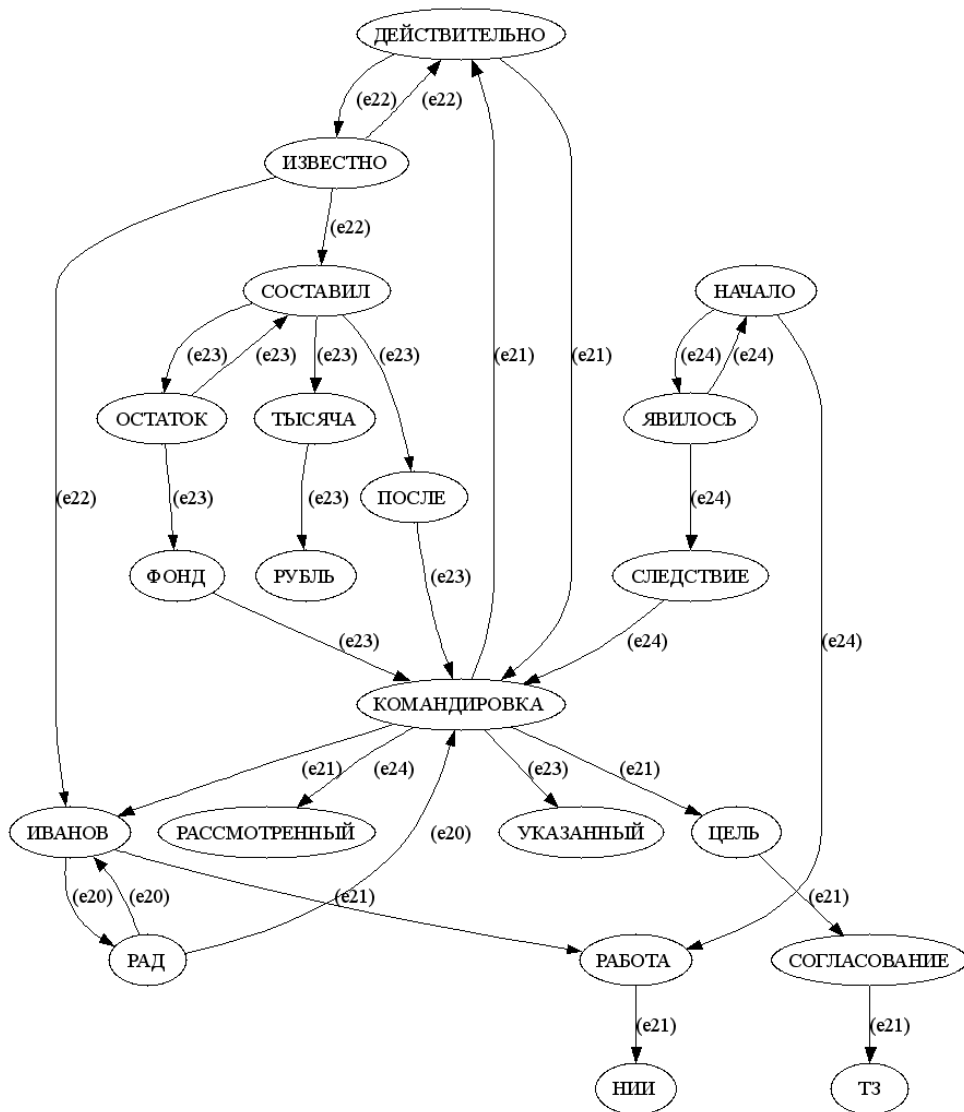 ДЕЙСТВИТЕЛЬНО
(e22) (e22)
ИЗВЕСТНО
(e22)
СОСТАВИЛ НАЧАЛО
(e23) (e23) (e23) (e23) (e21) (e21) (e24) (e24)
ОСТАТОК ТЫСЯЧА ЯВИЛОСЬ (e24)
(e22) (e23) (e23) ПОСЛЕ (e24)
ФОНД РУБЛЬ СЛЕДСТВИЕ
(e23)
(e23) (e24) (e24)
КОМАНДИРОВКА
(e21) (e24) (e23) (e21)
ИВАНОВ РАССМОТРЕННЫЙ УКАЗАННЫЙ ЦЕЛЬ
(e20)
(e20) (e20) (e21) (e21)
РАД РАБОТА СОГЛАСОВАНИЕ
(e21) (e21)
НИИ ТЗ